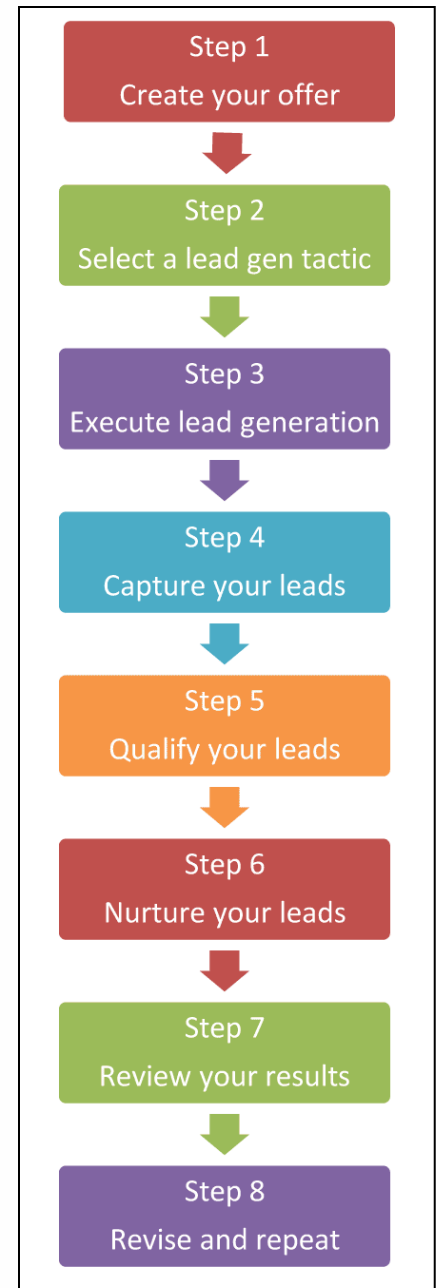 Step 1
Create your offer
Step 2
Select a lead gen tactic
Step 3
Execute lead generation
Step 4
Capture your leads
Step 5
Qualify your leads
Step 6
Nurture your leads
Step 7
Review your results
Step 8
Revise and repeat